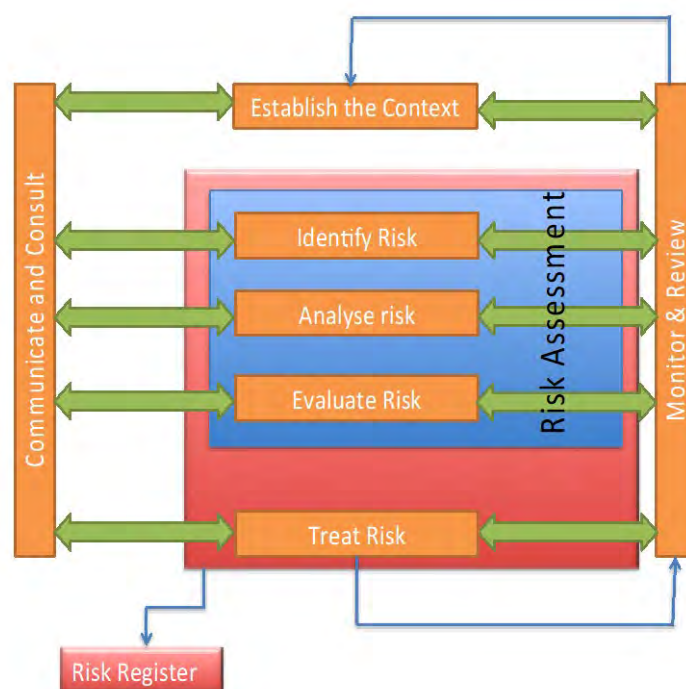 Establish the Context
Communicate and Consult
Identify Risk
Analyse risk
Evaluate Risk
Risk Assessment
Monitor & Review
Treat Risk
Risk Register